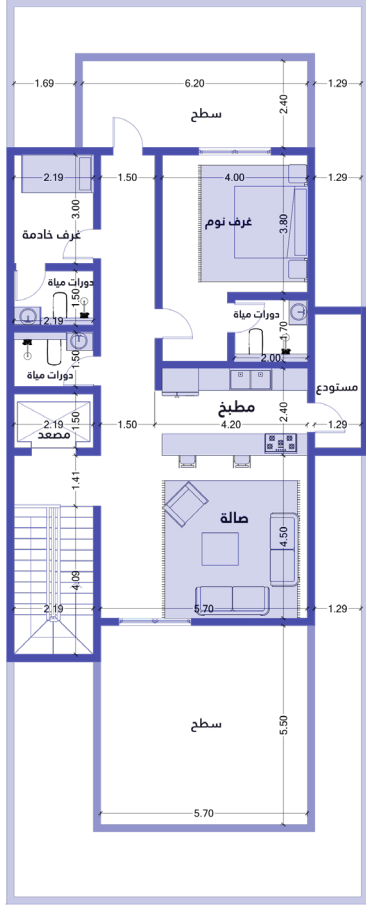 1.69
6.20
1.29
2.40
سطح
2.19
1.50
4.00
1.29
3.00
3.80
غرف خادمة
غرف نوم
دورات مياة
1.50
2.19
دورات مياة
1.70
2.00
1.50
دورات مياة
مستودع
مطبخ
2.40
1.50
2.19
1.50
4.20
1.29
مصعد
1.41
صالة
4.50
4.09
2.19
5.70
1.29
سطح
5.50
5.70